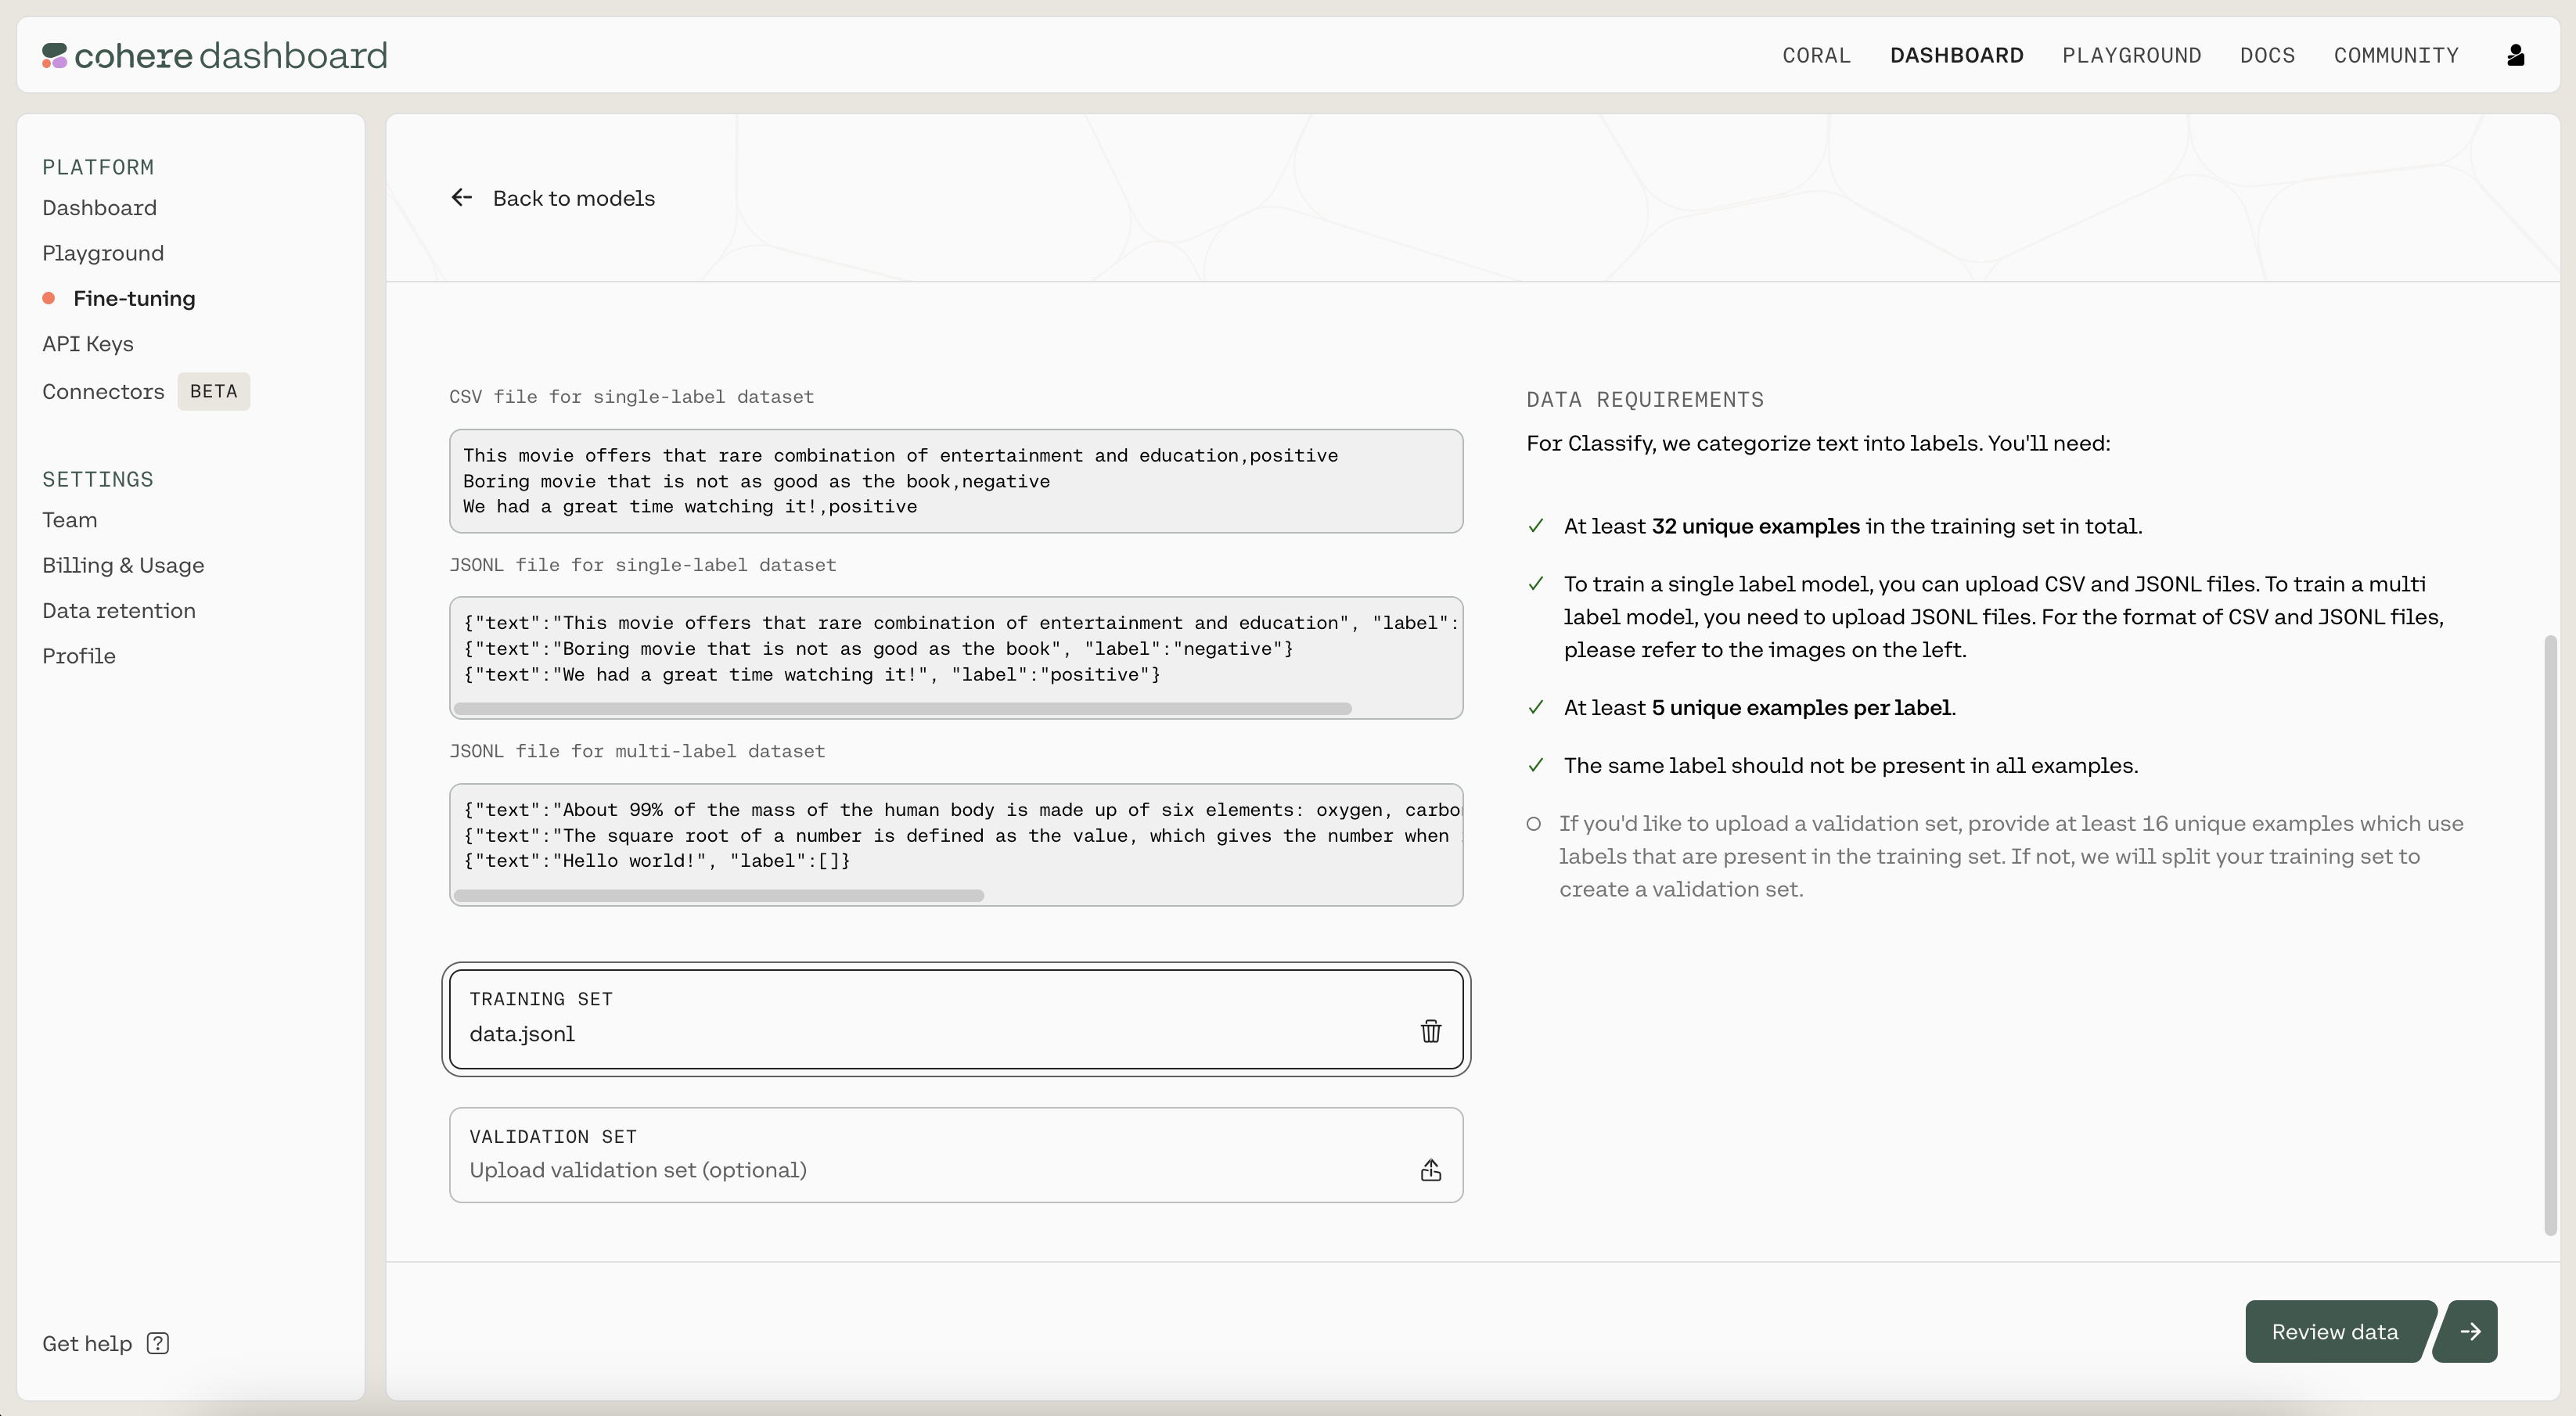 cohere dashboard
CORAL
DASHBOARD
PLAYGROUND
DOCS
COMMUNITY
PLATFORM
Dashboard
Playground
Fine-tuning
API Keys
Connectors BETA
SETTINGS
Team
Billing & Usage
Data retention
Profile
Get help ?
Back to models
CSV file for single-label dataset
This movie offers that rare combination of entertainment and education,positive
Boring movie that is not as good as the book,negative
We had a great time watching it!,positive
JSONL file for single-label dataset
{"text":"This movie offers that rare combination of entertainment and education", "label":
{"text":"Boring movie that is not as good as the book", "label":"negative"}
{"text":"We had a great time watching it!", "label":"positive"}
JSONL file for multi-label dataset
{"text":"About 99% of the mass of the human body is made up of six elements: oxygen, carbon
{"text":"The square root of a number is defined as the value, which gives the number when
{"text":"Hello world!", "label":[]}
TRAINING SET
data.jsonl
VALIDATION SET
Upload validation set (optional)
DATA REQUIREMENTS
For Classify, we categorize text into labels. You'll need:
At least 32 unique examples in the training set in total.
To train a single label model, you can upload CSV and JSONL files. To train a multi
label model, you need to upload JSONL files. For the format of CSV and JSONL files,
please refer to the images on the left.
At least 5 unique examples per label.
The same label should not be present in all examples.
If you'd like to upload a validation set, provide at least 16 unique examples which use
labels that are present in the training set. If not, we will split your training set to
create a validation set.
Review data